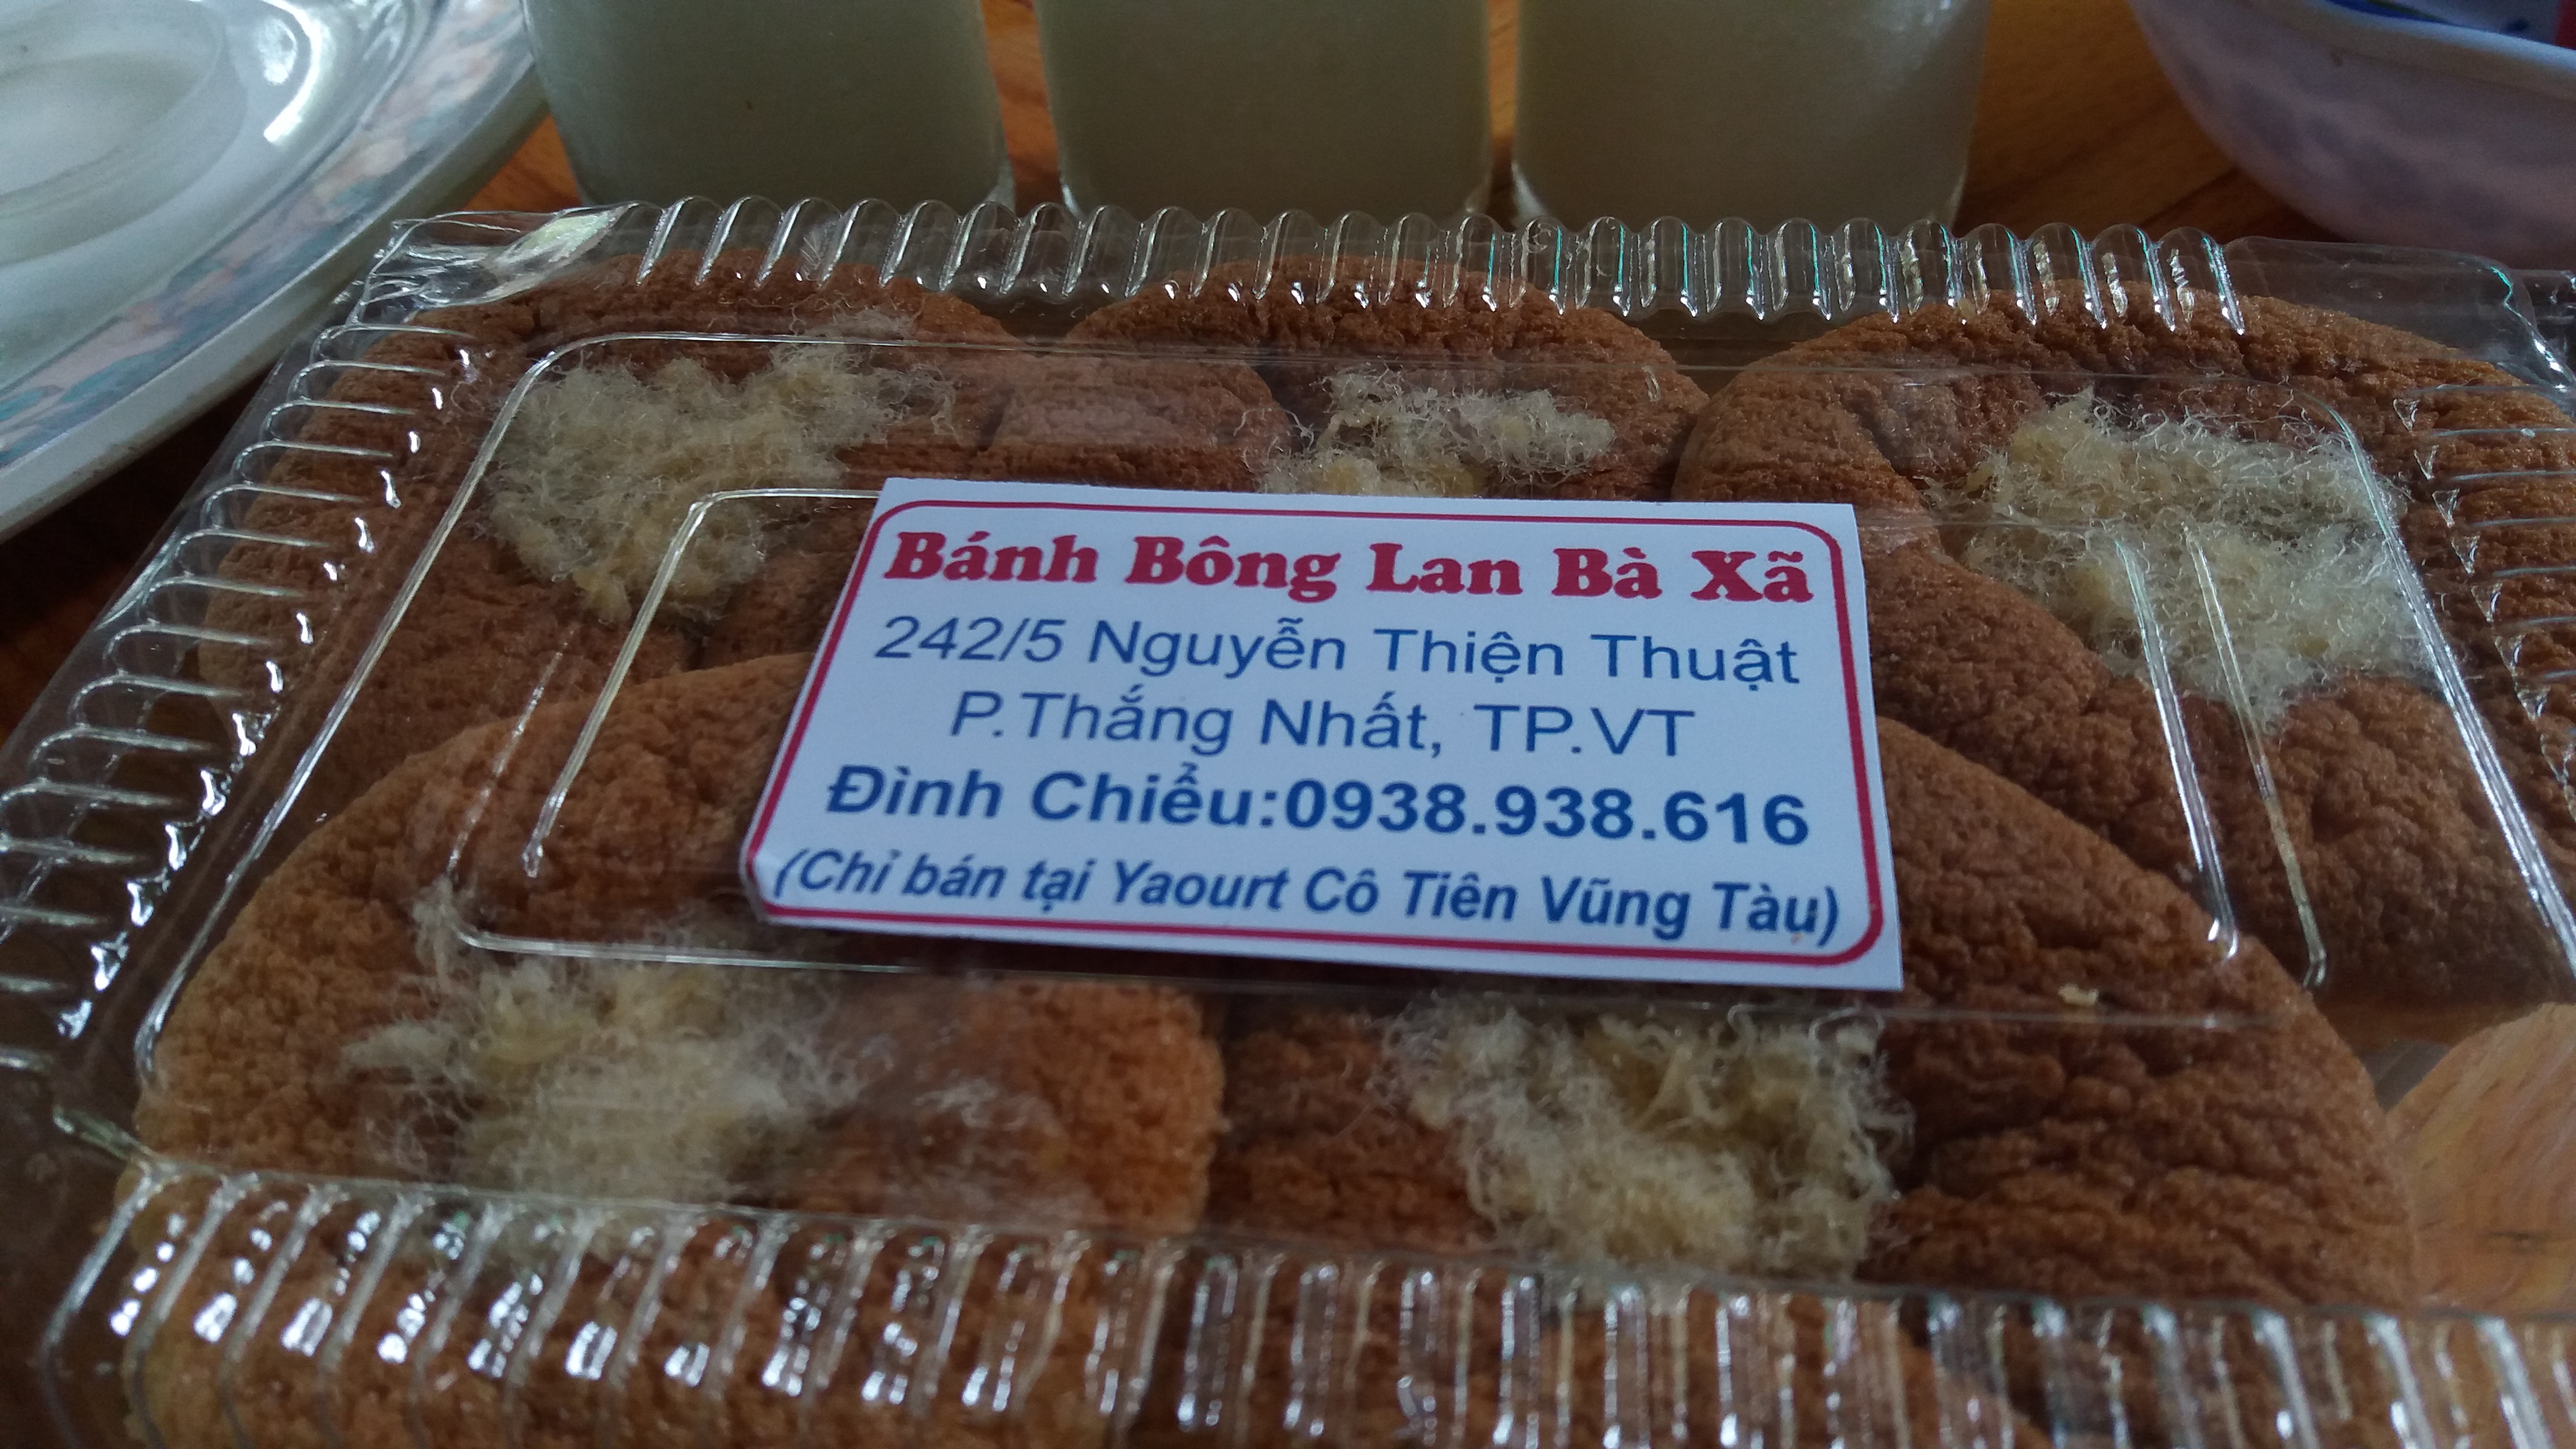 Bánh Bông Lan Bà Xã
242/5 Nguyễn Thiện Thuật
P.Thắng Nhất, TP.VT
Đình Chiểu:0938.938.616
(Chỉ bán tại Yaourt Cô Tiên Vũng Tàu)